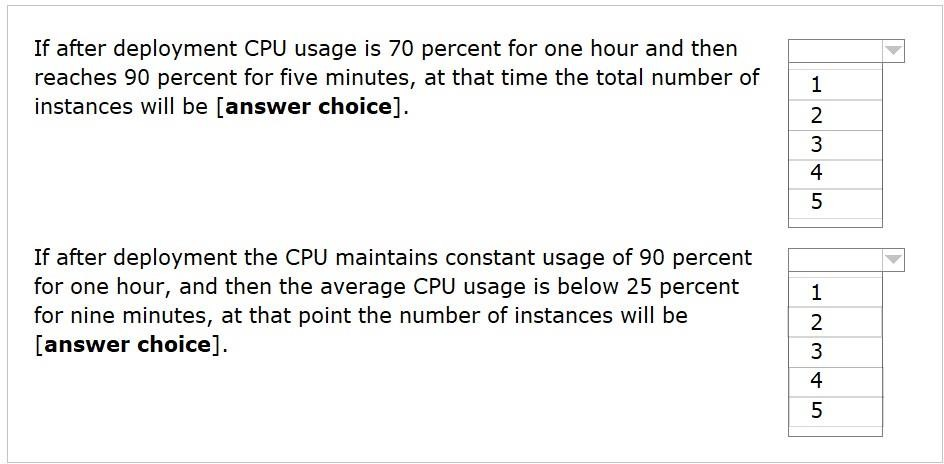 If after deployment CPU usage is 70 percent for one hour and then
reaches 90 percent for five minutes, at that time the total number of
instances will be [answer choice].
1
2
3
4
5
If after deployment the CPU maintains constant usage of 90 percent
for one hour, and then the average CPU usage is below 25 percent
for nine minutes, at that point the number of instances will be
[answer choice].
1
2
3
4
5